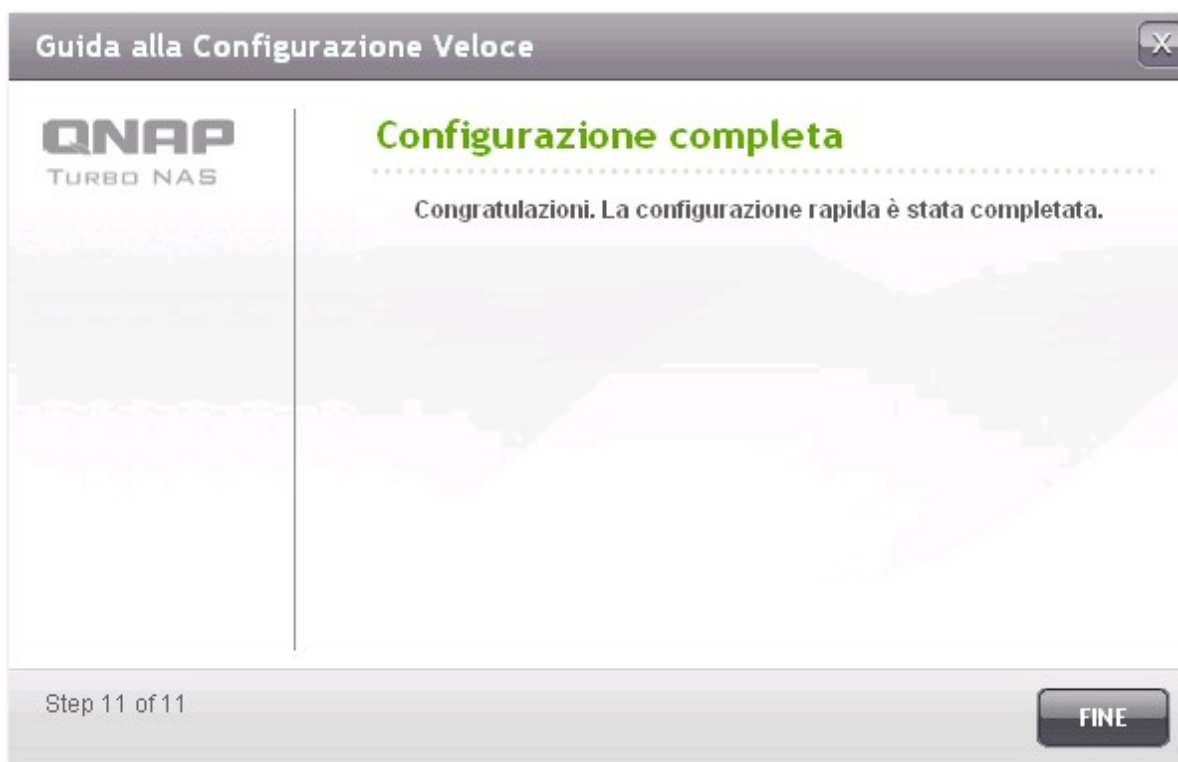 Guida alla Configurazione Veloce
X
QNAP
TURBO NAS
Configurazione completa
Congratulazioni. La configurazione rapida è stata completata.
Step 11 of 11
FINE